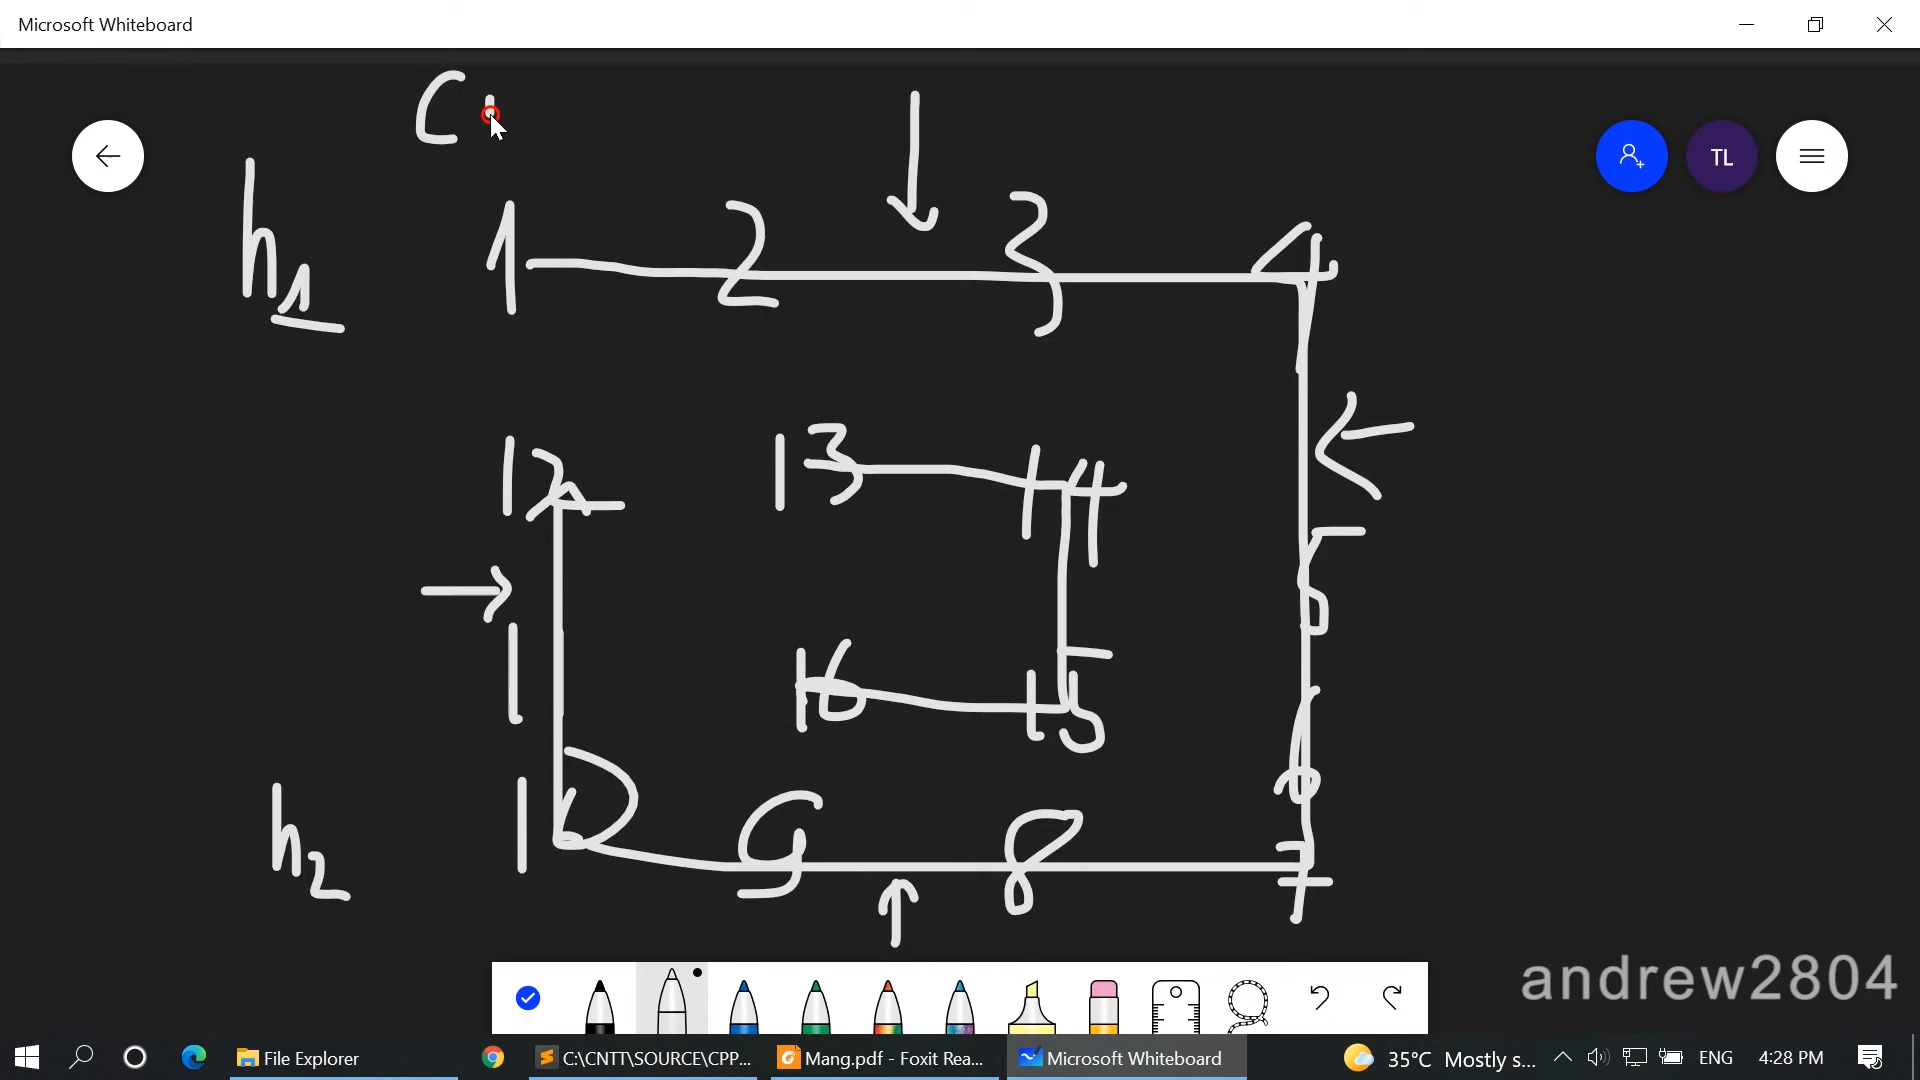 Microsoft Whiteboard
C
TL
h1
1 2 3 4
12 13 14 5
11 16 15 6
h2
10 9 8 7
andrew2804
File Explorer
C:\CNTT\SOURCE\CPP...
Mang.pdf - Foxit Rea...
Microsoft Whiteboard
35°C Mostly s...
ENG
4:28 PM